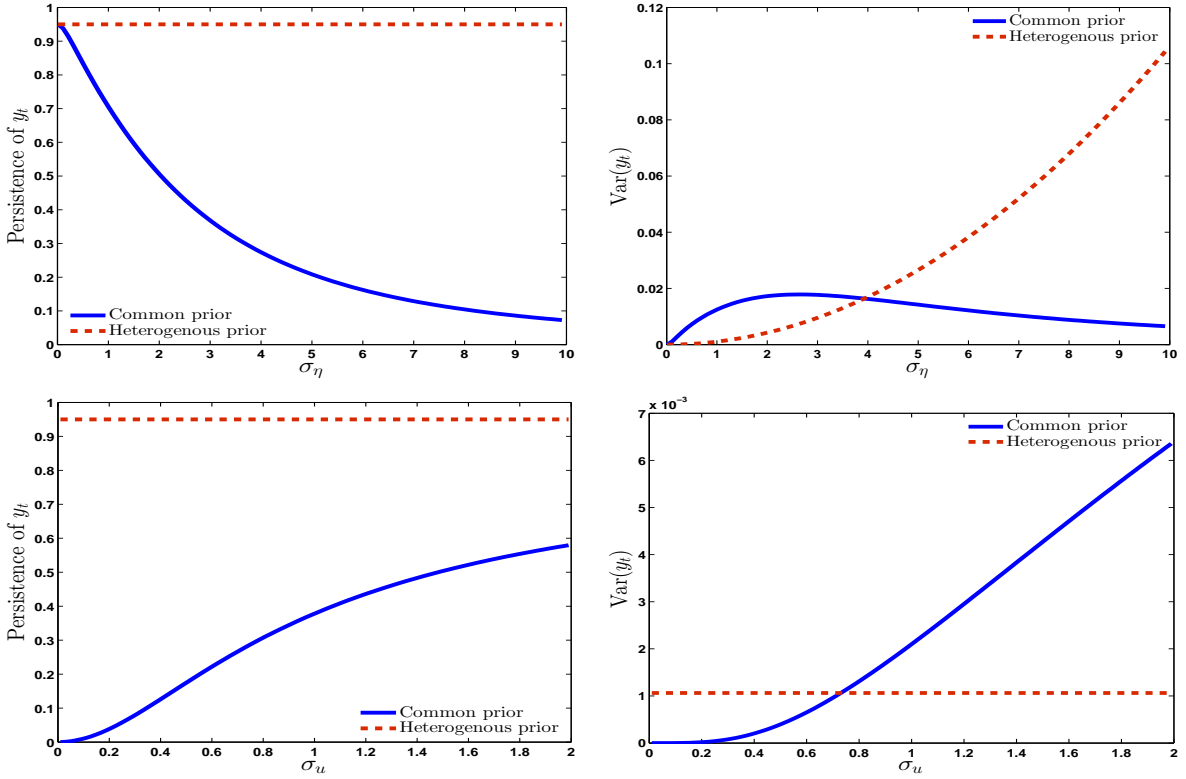 1
0.9
0.8
0.7
0.6
0.5
0.4
0.3
0.2
0.1
0
Persistence of y_t
Common prior
Heterogenous prior
0 1 2 3 4 5 6 7 8 9 10
σ_η
0.12
0.1
0.08
0.06
0.04
0.02
0
Var(y_t)
Common prior
Heterogenous prior
0 1 2 3 4 5 6 7 8 9 10
σ_η
1
0.9
0.8
0.7
0.6
0.5
0.4
0.3
0.2
0.1
0
Persistence of y_t
Common prior
Heterogenous prior
0 0.2 0.4 0.6 0.8 1 1.2 1.4 1.6 1.8 2
σ_u
x 10⁻³
7
6
5
4
3
2
1
0
Var(y_t)
Common prior
Heterogenous prior
0 0.2 0.4 0.6 0.8 1 1.2 1.4 1.6 1.8 2
σ_u